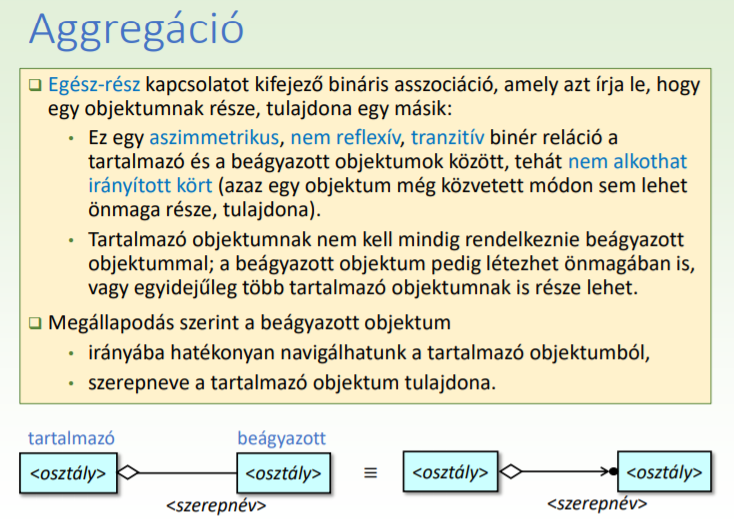 Aggregáció
Egész-rész kapcsolatot kifejező bináris asszociáció, amely azt írja le, hogy
egy objektumnak része, tulajdona egy másik:
• Ez egy aszimmetrikus, nem reflexív, tranzitív binér reláció a
tartalmazó és a beágyazott objektumok között, tehát nem alkothat
irányított kört (azaz egy objektum még közvetett módon sem lehet
önmaga része, tulajdona).
• Tartalmazó objektumnak nem kell mindig rendelkeznie beágyazott
objektummal; a beágyazott objektum pedig létezhet önmagában is,
vagy egyidejűleg több tartalmazó objektumnak is része lehet.
Megállapodás szerint a beágyazott objektum
• irányába hatékonyan navigálhatunk a tartalmazó objektumból,
• szerepneve a tartalmazó objektum tulajdona.
tartalmazó beágyazott
<osztály> <osztály> ≡ <osztály> <osztály>
<szerepnév> <szerepnév>